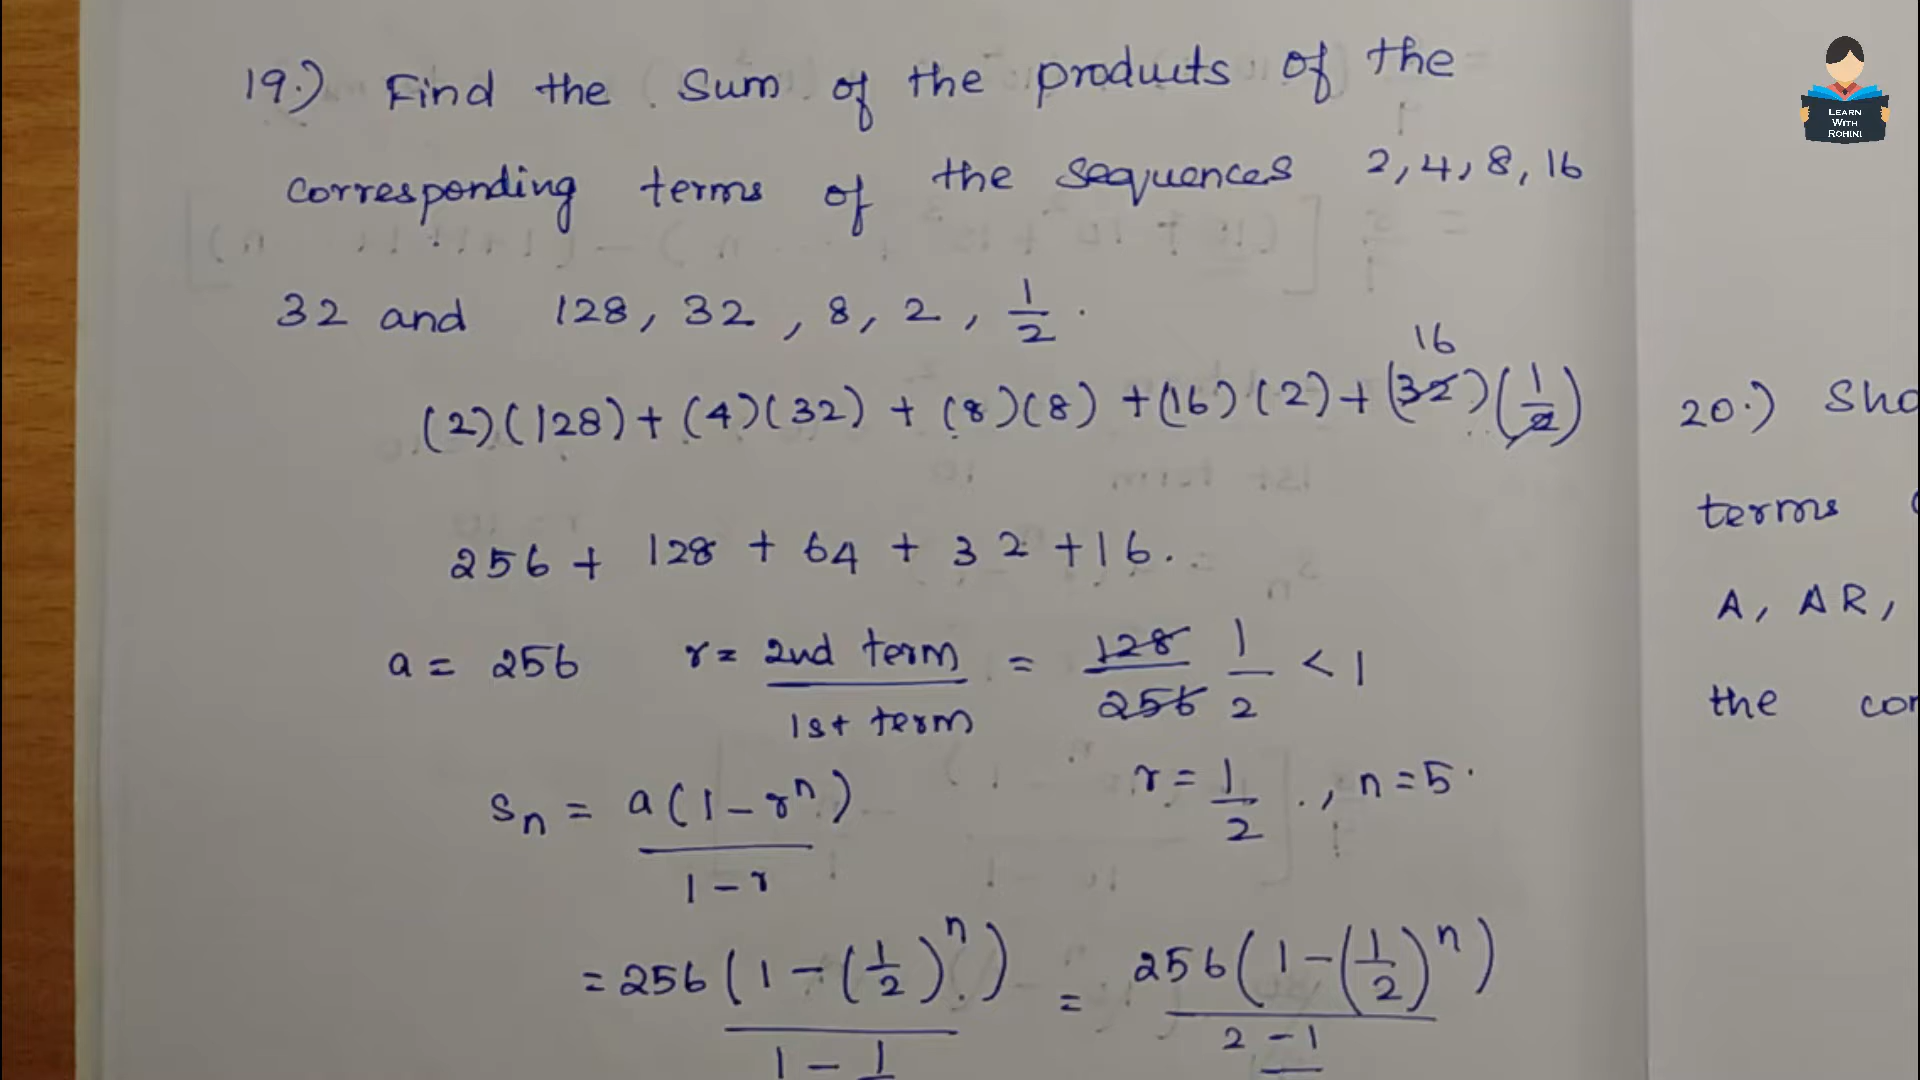 19.) Find the Sum of the products of the
corresponding terms of the sequences 2, 4, 8, 16
32 and 128, 32, 8, 2, 1/2.
(2)(128) + (4)(32) + (8)(8) + (16)(2) + (32)(1/2) 16
256 + 128 + 64 + 32 + 16.
a = 256 r = 2nd term / 1st term = 128/256 1/2 < 1
r = 1/2 ., n = 5.
Sn = a(1 - r^n) / 1 - r
= 256(1 - (1/2)^n) / 1 - 1 = 256(1 - (1/2)^n) / 2 - 1
20.) Sho
terms
A, AR,
the cor
LEARN
WITH
ROHINI